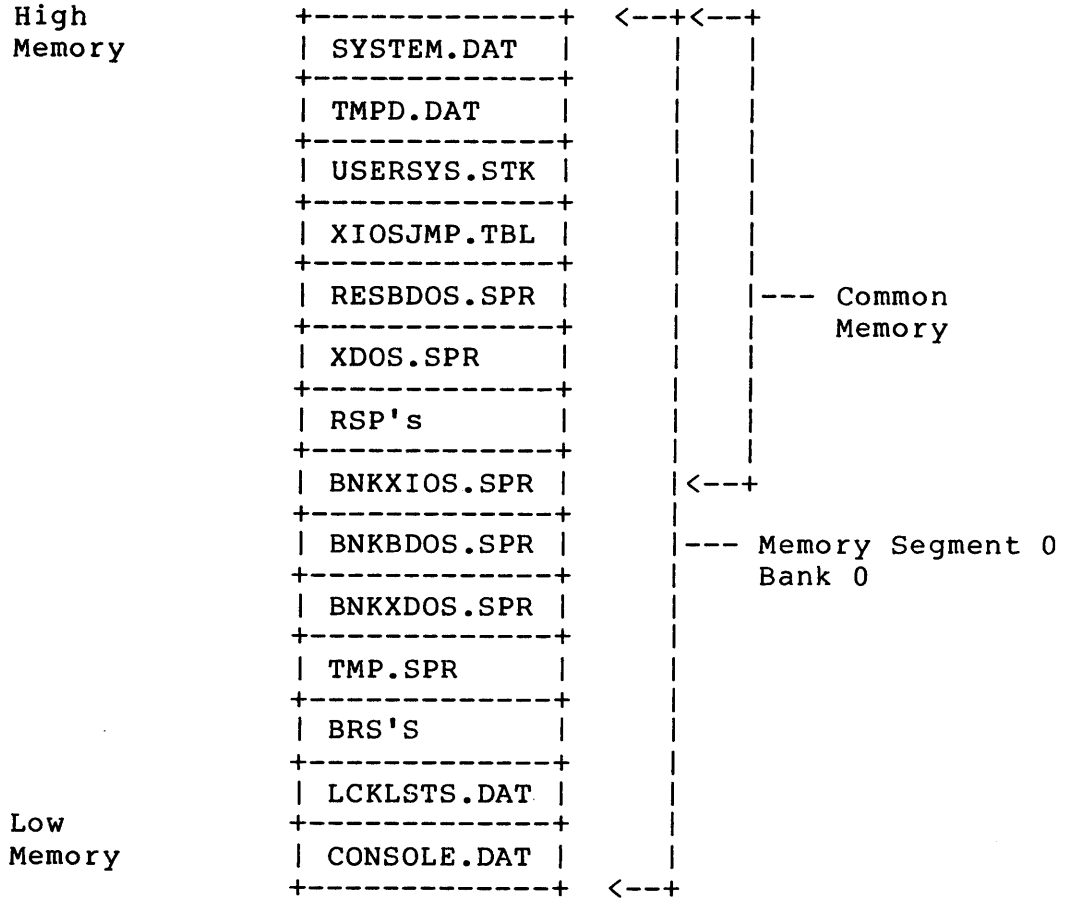 High                 +-------------+  <--+<--+
Memory               | SYSTEM.DAT  |      |   |
                     +-------------+      |   |
                     | TMPD.DAT    |      |   |
                     +-------------+      |   |
                     | USERSYS.STK |      |   |
                     +-------------+      |   |
                     | XIOSJMP.TBL |      |   |
                     +-------------+      |   |
                     | RESBDOS.SPR |      |   |--- Common
                     +-------------+      |   |    Memory
                     | XDOS.SPR    |      |   |
                     +-------------+      |   |
                     | RSP's       |      |   |
                     +-------------+      |   |
                     | BNKXIOS.SPR |      |<--+
                     +-------------+      |
                     | BNKBDOS.SPR |      |--- Memory Segment 0
                     +-------------+      |    Bank 0
                     | BNKXDOS.SPR |      |
                     +-------------+      |
                     | TMP.SPR     |      |
                     +-------------+      |
                     | BRS'S       |      |
                     +-------------+      |
                     | LCKLSTS.DAT |      |
Low                  +-------------+      |
Memory               | CONSOLE.DAT |      |
                     +-------------+  <--+